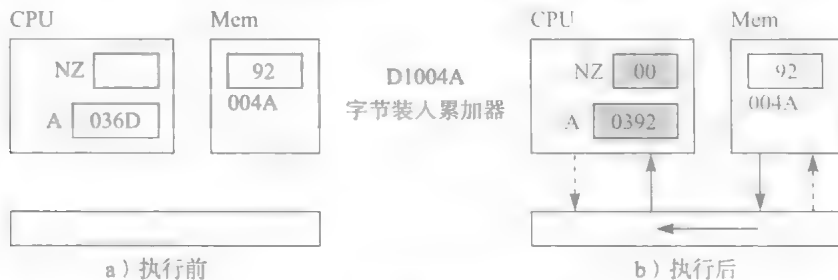 CPU
Mem
NZ
A 036D
92
004A
a）执行前
D1004A
字节装入累加器
CPU
Mem
NZ 00
A 0392
92
004A
b）执行后